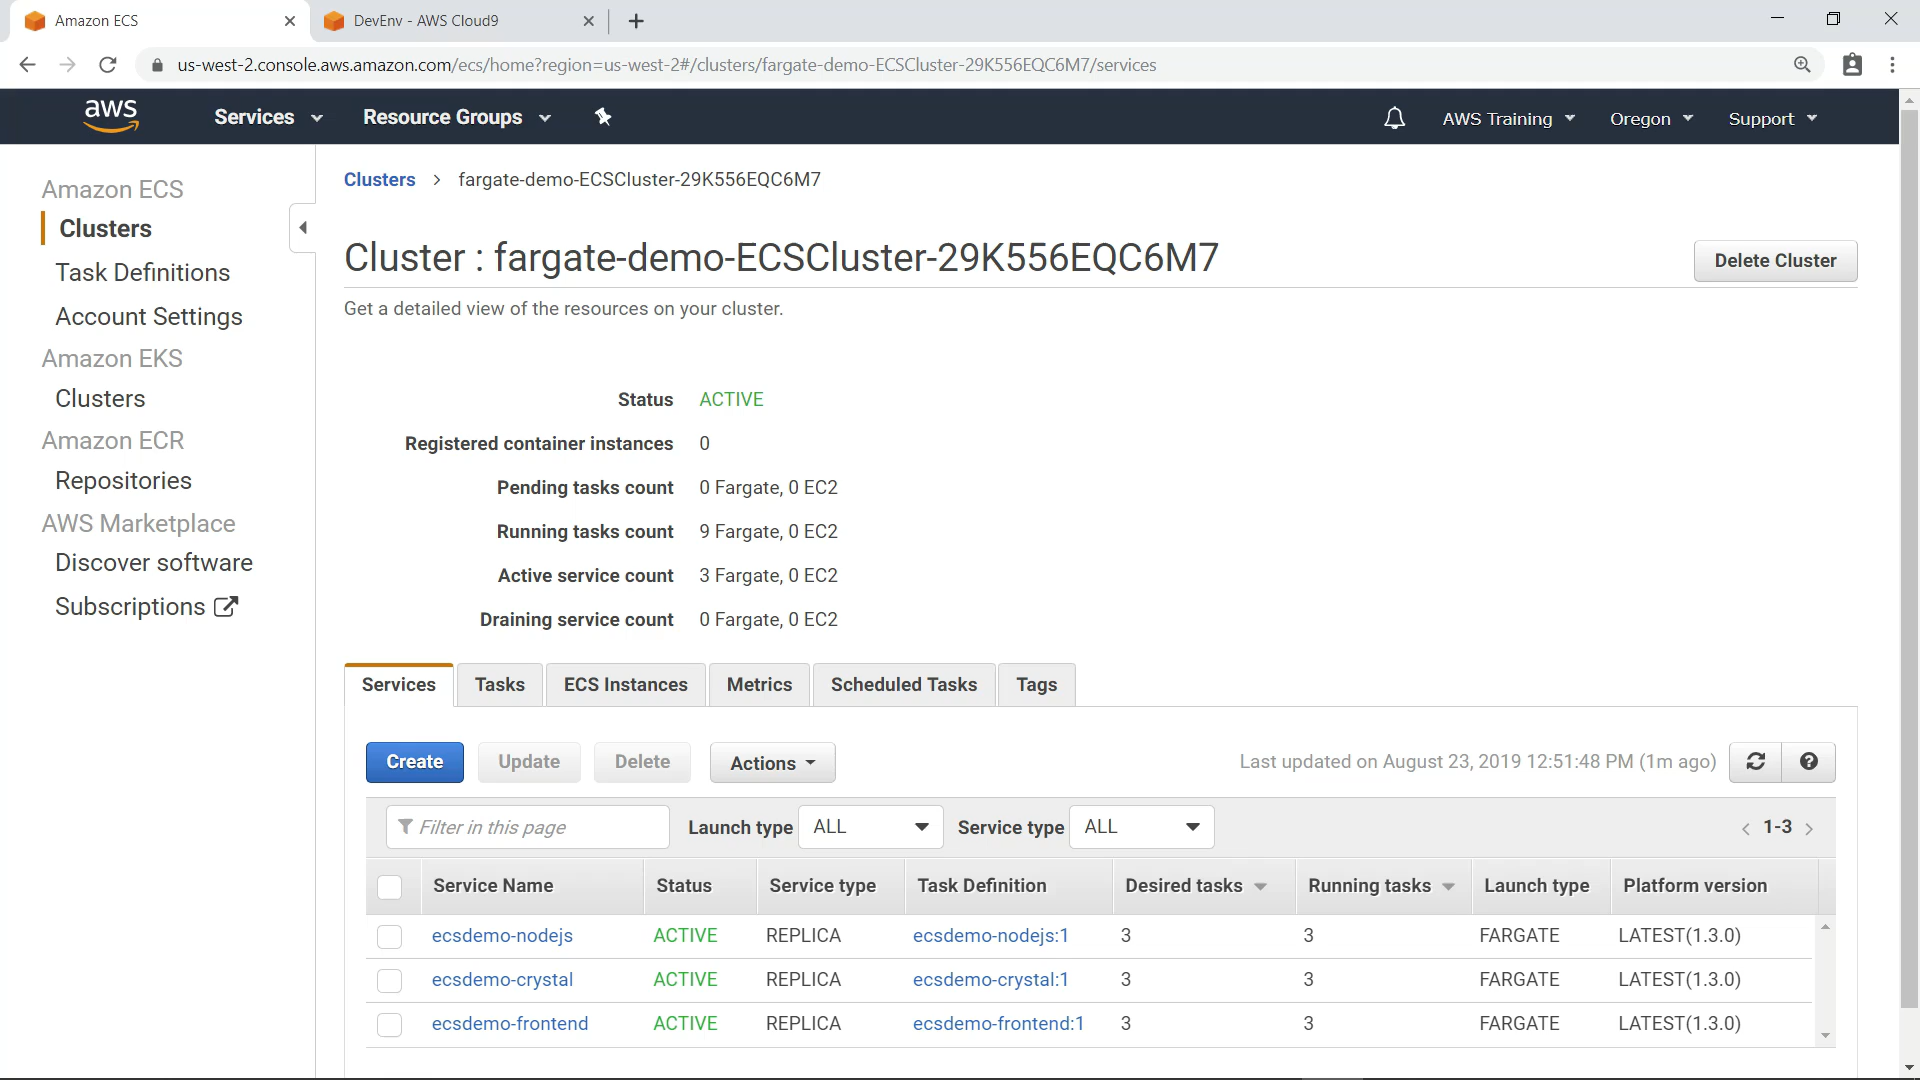 Amazon ECS
DevEnv - AWS Cloud9
us-west-2.console.aws.amazon.com/ecs/home?region=us-west-2#/clusters/fargate-demo-ECSCluster-29K556EQC6M7/services
aws
Services
Resource Groups
AWS Training
Oregon
Support
Amazon ECS
Clusters
Task Definitions
Account Settings
Amazon EKS
Clusters
Amazon ECR
Repositories
AWS Marketplace
Discover software
Subscriptions
Clusters > fargate-demo-ECSCluster-29K556EQC6M7
Cluster : fargate-demo-ECSCluster-29K556EQC6M7
Delete Cluster
Get a detailed view of the resources on your cluster.
Status ACTIVE
Registered container instances 0
Pending tasks count 0 Fargate, 0 EC2
Running tasks count 9 Fargate, 0 EC2
Active service count 3 Fargate, 0 EC2
Draining service count 0 Fargate, 0 EC2
Services Tasks ECS Instances Metrics Scheduled Tasks Tags
Create Update Delete Actions Last updated on August 23, 2019 12:51:48 PM (1m ago)
Filter in this page Launch type ALL Service type ALL < 1-3 >
Service Name Status Service type Task Definition Desired tasks Running tasks Launch type Platform version
ecsdemo-nodejs ACTIVE REPLICA ecsdemo-nodejs:1 3 3 FARGATE LATEST(1.3.0)
ecsdemo-crystal ACTIVE REPLICA ecsdemo-crystal:1 3 3 FARGATE LATEST(1.3.0)
ecsdemo-frontend ACTIVE REPLICA ecsdemo-frontend:1 3 3 FARGATE LATEST(1.3.0)